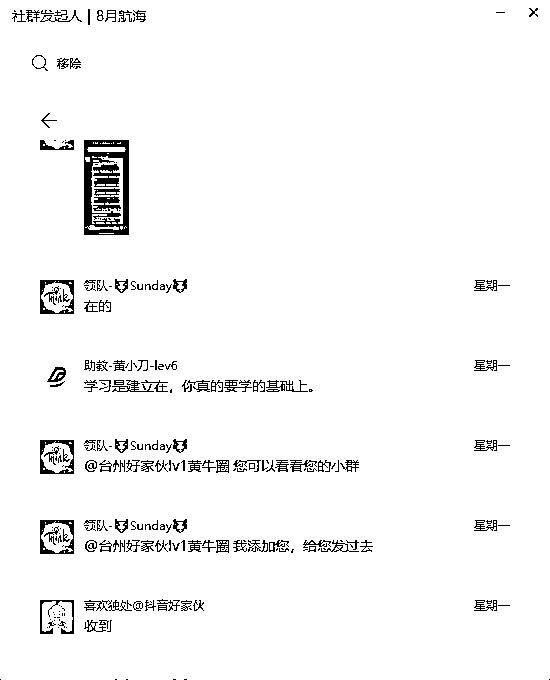 社群发起人 | 8月航海
移除
领队-🐺Sunday🐺 星期一
在的
助教-黄小刀-lev6 星期一
学习是建立在，你真的要学的基础上。
领队-🐺Sunday🐺 星期一
@台州好家伙lv1黄牛圈 您可以看看您的小群
领队-🐺Sunday🐺 星期一
@台州好家伙lv1黄牛圈 我添加您，给您发过去
喜欢独处@抖音好家伙 星期一
收到